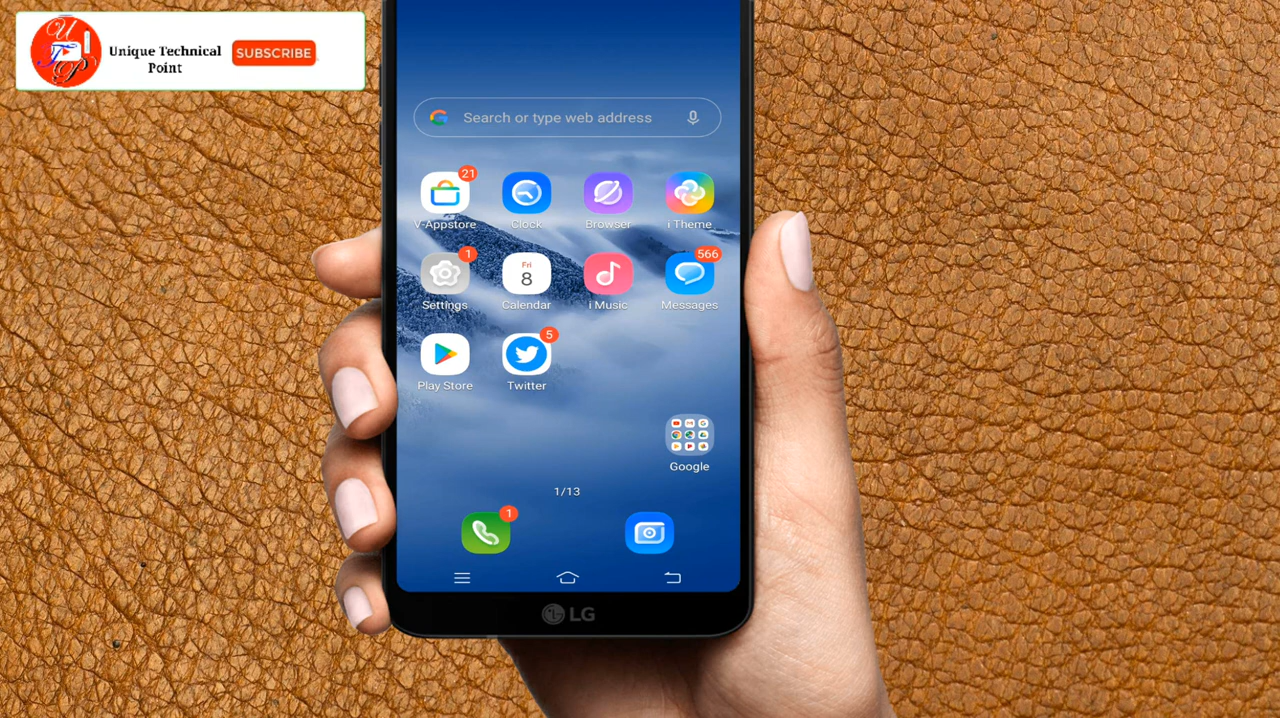 Unique Technical
Point
SUBSCRIBE
Search or type web address
21
V-Appstore
Clock
Browser
i Theme
1
Settings
Fri
8
Calendar
i Music
566
Messages
Play Store
5
Twitter
Google
1/13
1
LG